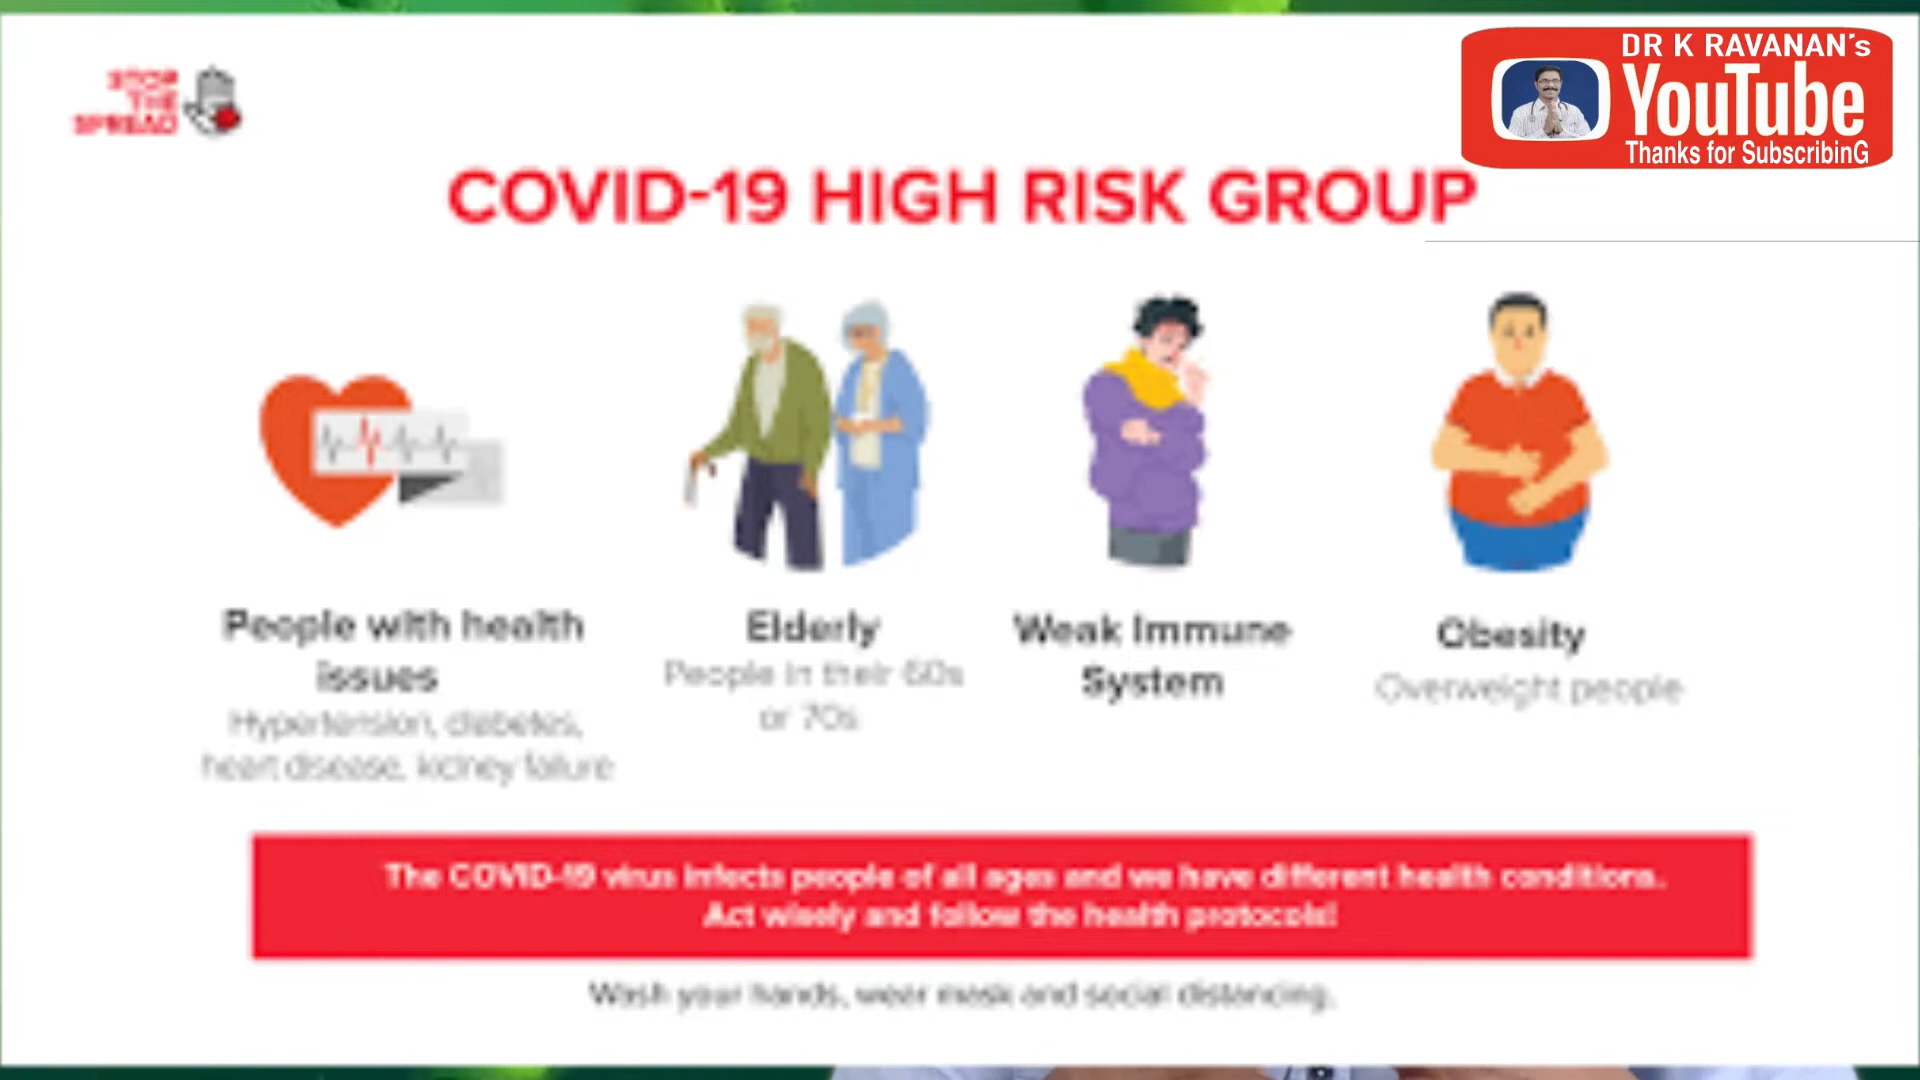 STOP
THE
SPREAD
DR K RAVANAN's
YouTube
Thanks for SubscribinG
COVID-19 HIGH RISK GROUP
People with health
issues
Hypertension, diabetes,
heart disease, kidney failure
Elderly
People in their 60s
or 70s
Weak Immune
System
Obesity
Overweight people
The COVID-19 virus infects people of all ages and we have different health conditions.
Act wisely and follow the health protocols!
Wash your hands, wear mask and social distancing.